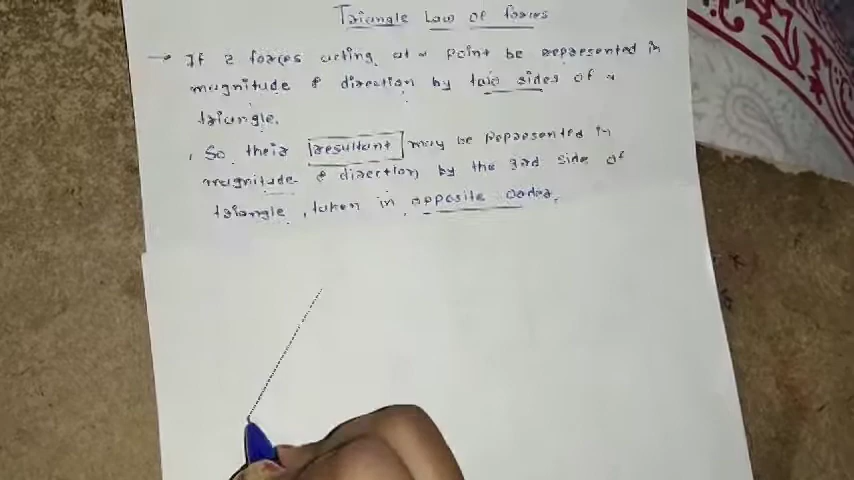 Triangle Law of forces
→ If 2 forces acting at a point be represented in
magnitude & direction by two sides of a
triangle.
So their resultant may be represented in
magnitude & direction by the 3rd side of
triangle, taken in opposite order.